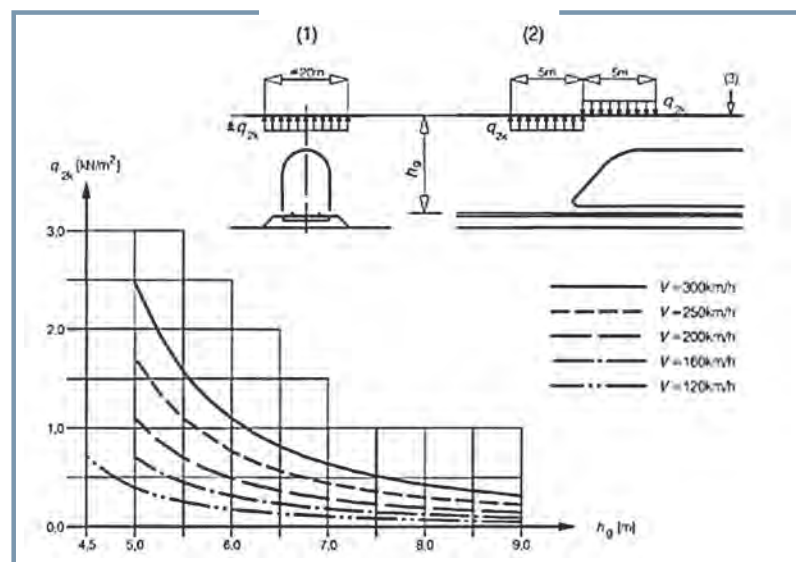 (1) (2)
≤20m 5m 5m
q2k (3)
±q2k q2k
hg
q2k [kN/m²]
3,0
2,0
1,0
0,0
4,5 5,0 6,0 7,0 8,0 9,0 hg [m]
V = 300km/h
V = 250km/h
V = 200km/h
V = 160km/h
V = 120km/h